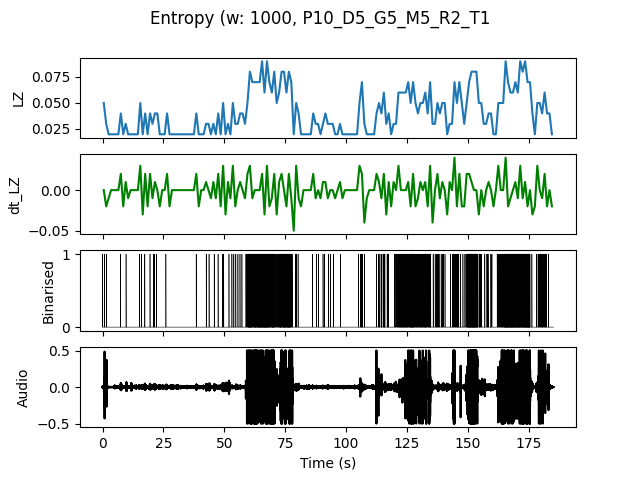 Entropy (w: 1000, P10_D5_G5_M5_R2_T1
LZ
0.075
0.050
0.025
dt_LZ
0.00
−0.05
Binarised
1
0
Audio
0.5
0.0
−0.5
0 25 50 75 100 125 150 175
Time (s)